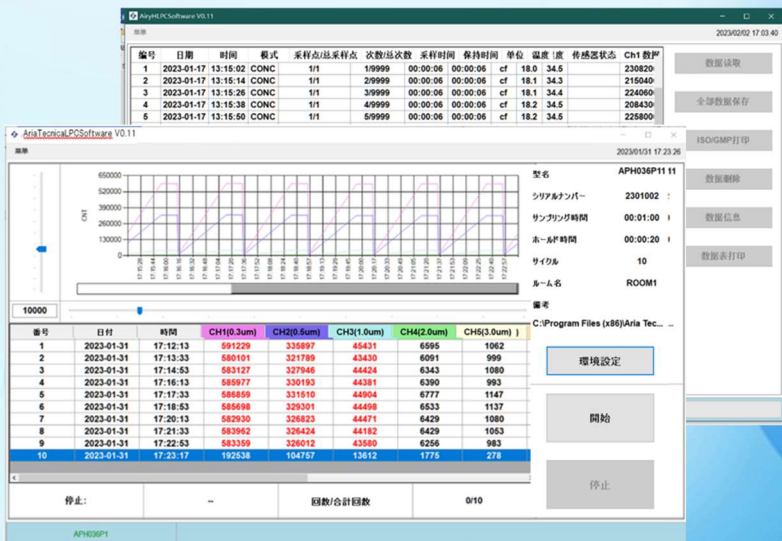 AiryHLPCSoftware V0.11
2023/02/02 17:03:40
编号 日期 时间 模式 采样点/总采样点 次数/总次数 采样时间 保持时间 单位 温度 传感器状态 Ch1
1 2023-01-17 13:15:02 CONC 1/1 1/9999 00:00:06 00:00:06 cf 18.0 34.5 230820
2 2023-01-17 13:15:14 CONC 1/1 2/9999 00:00:06 00:00:06 cf 18.1 34.3 215040
3 2023-01-17 13:15:26 CONC 1/1 3/9999 00:00:06 00:00:06 cf 18.1 34.4 224060
4 2023-01-17 13:15:38 CONC 1/1 4/9999 00:00:06 00:00:06 cf 18.2 34.5 208430
5 2023-01-17 13:15:50 CONC 1/1 5/9999 00:00:06 00:00:06 cf 18.2 34.5 225800
数据读取
全部数据保存
ISO/GMP打印
数据删除
数据信息
数据表打印
AriaTecnicaLPCSoftware V0.11
2023/01/31 17:23:26
650000
520000
390000
260000
130000
0
CNT
10000
型名 APH036P11 11
シリアルナンバー 2301002
サンプリング時間 00:01:00
ホールド時間 00:00:20
サイクル 10
ルーム名 ROOM1
備考
C:\Program Files (x86)\Aria Tec... ...
環境設定
開始
停止
番号 日付 時間 CH1(0.3um) CH2(0.5um) CH3(1.0um) CH4(2.0um) CH5(3.0um) )
1 2023-01-31 17:12:13 591229 335897 45431 6595 1062
2 2023-01-31 17:13:33 580101 321789 43430 6091 999
3 2023-01-31 17:14:53 583127 327946 44424 6343 1080
4 2023-01-31 17:16:13 585977 330193 44381 6390 993
5 2023-01-31 17:17:33 586859 331510 44904 6777 1147
6 2023-01-31 17:18:53 585698 329301 44498 6533 1137
7 2023-01-31 17:20:13 582930 326823 44471 6429 1080
8 2023-01-31 17:21:33 583962 326424 44182 6429 1053
9 2023-01-31 17:22:53 583359 326012 43580 6256 983
10 2023-01-31 17:23:17 192538 104757 13612 1775 278
停止: -- 回数/合計回数 0/10
APH036P1